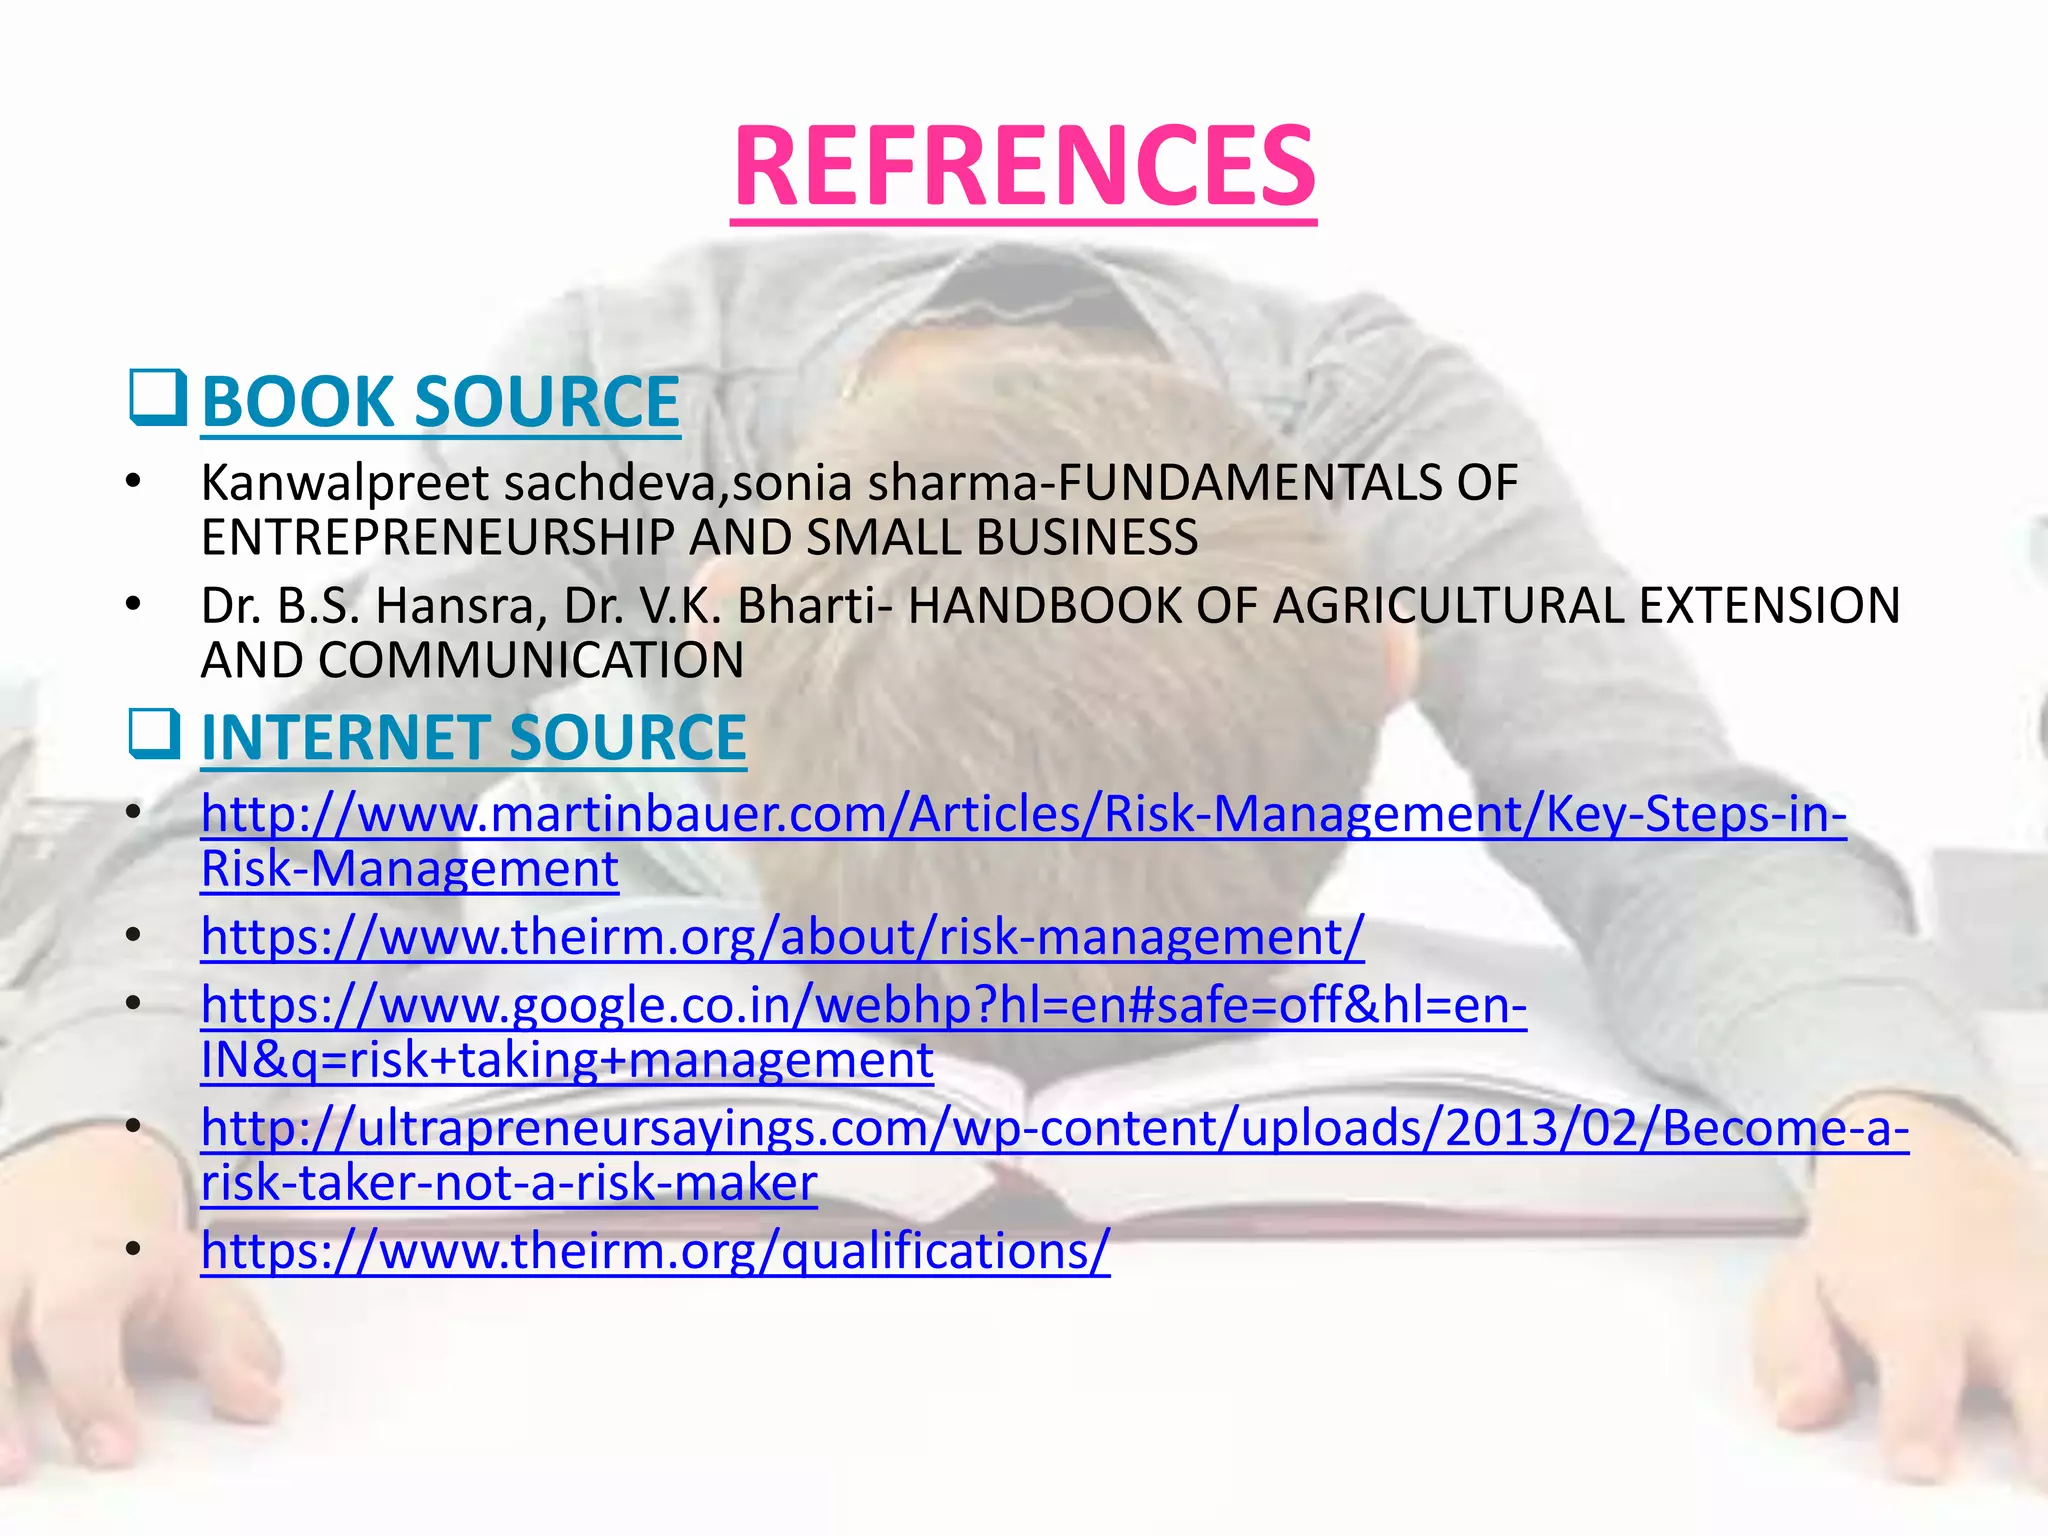 REFRENCES
❑BOOK SOURCE
• Kanwalpreet sachdeva,sonia sharma-FUNDAMENTALS OF
ENTREPRENEURSHIP AND SMALL BUSINESS
• Dr. B.S. Hansra, Dr. V.K. Bharti- HANDBOOK OF AGRICULTURAL EXTENSION
AND COMMUNICATION
❑ INTERNET SOURCE
• http://www.martinbauer.com/Articles/Risk-Management/Key-Steps-in-
Risk-Management
• https://www.theirm.org/about/risk-management/
• https://www.google.co.in/webhp?hl=en#safe=off&hl=en-
IN&q=risk+taking+management
• http://ultrapreneursayings.com/wp-content/uploads/2013/02/Become-a-
risk-taker-not-a-risk-maker
• https://www.theirm.org/qualifications/